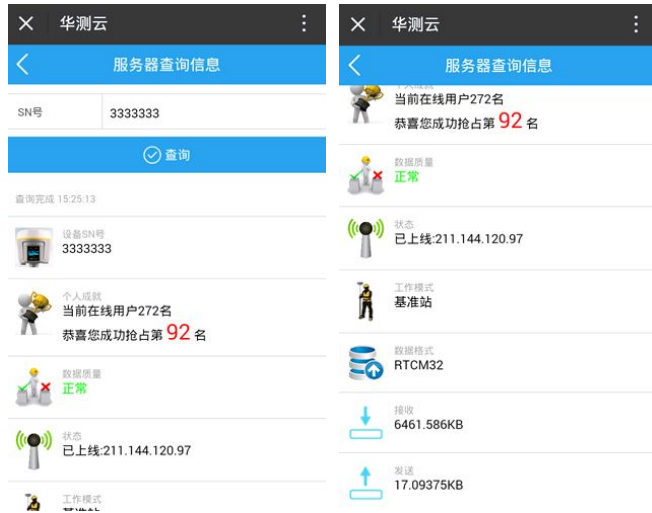 华测云
服务器查询信息
SN号
3333333
查询
查询完成 15:25:13
设备SN号
3333333
个人成就
当前在线用户272名
恭喜您成功抢占第 92 名
数据质量
正常
状态
已上线:211.144.120.97
工作模式
华测云
服务器查询信息
当前在线用户272名
恭喜您成功抢占第 92 名
数据质量
正常
状态
已上线:211.144.120.97
工作模式
基准站
数据格式
RTCM32
接收
6461.586KB
发送
17.09375KB